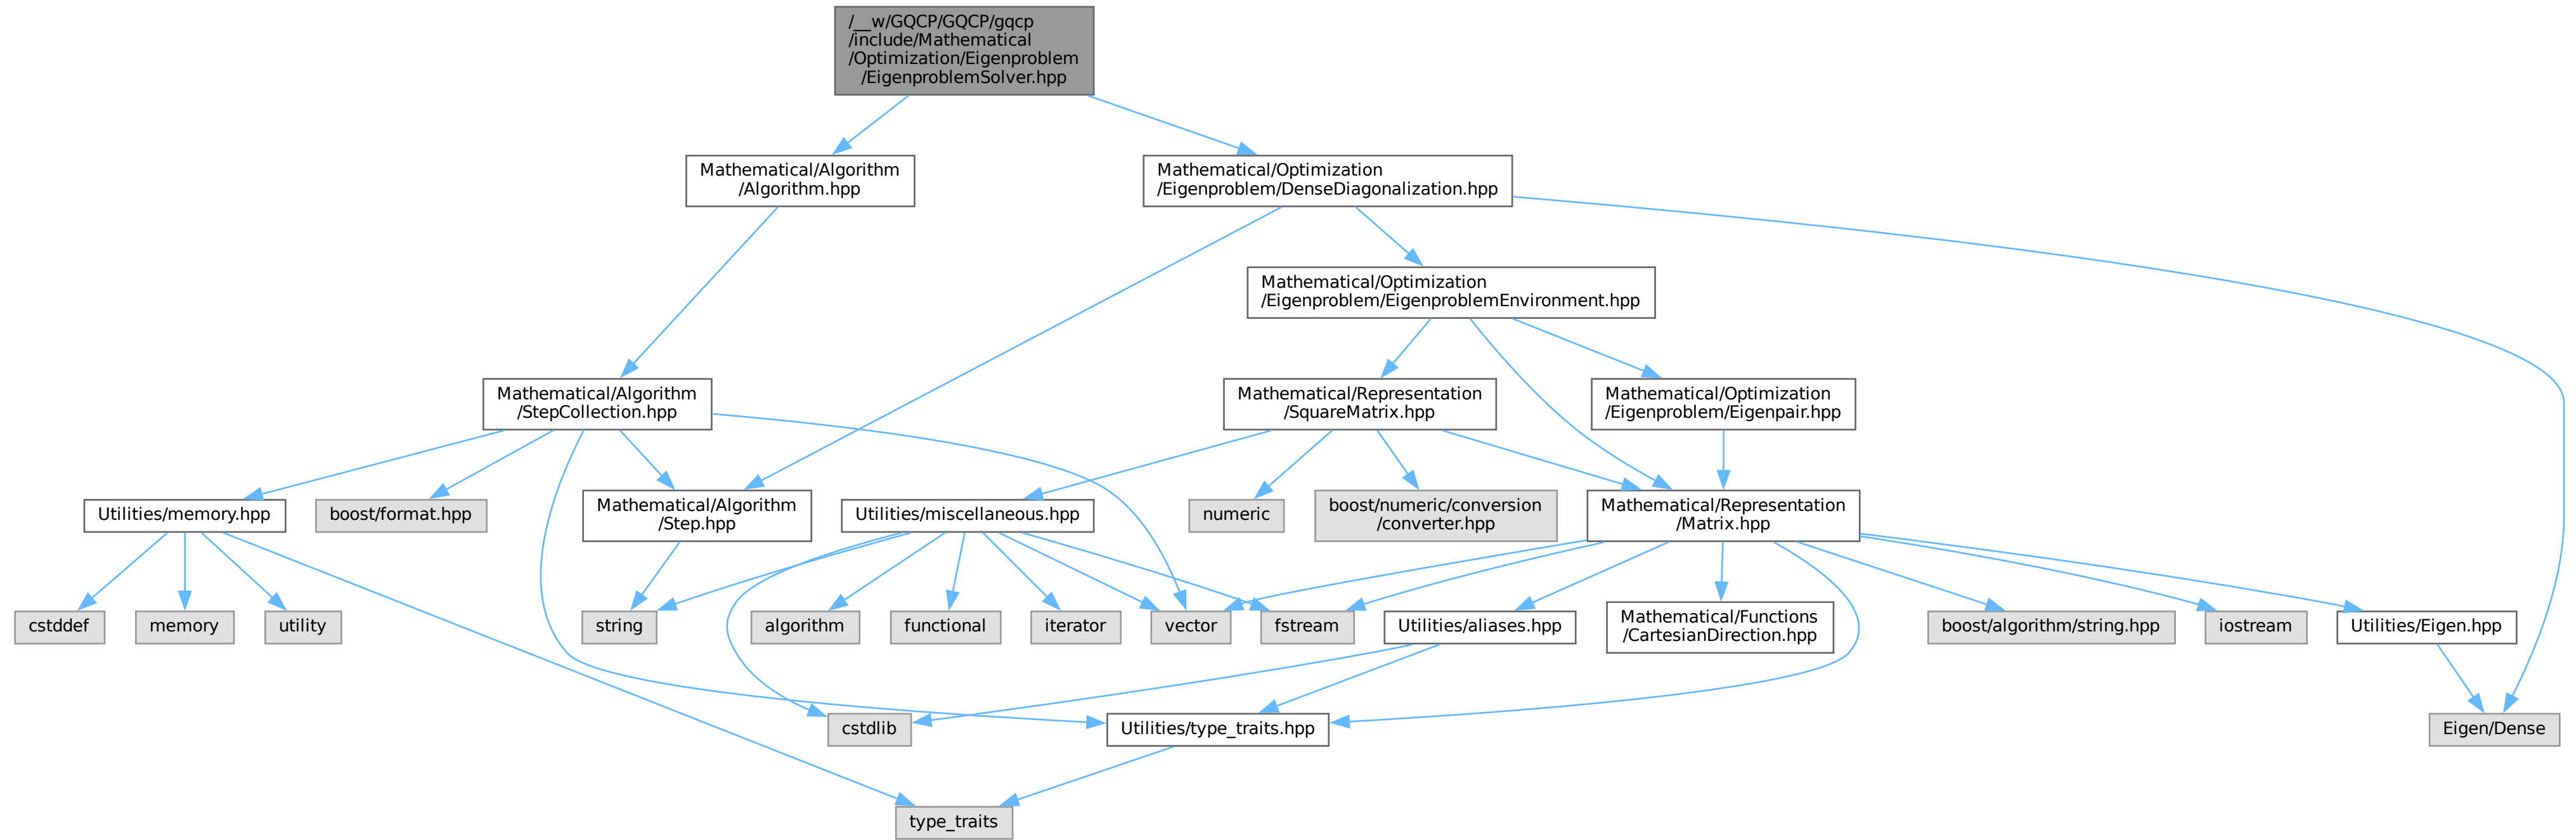 /__w/GQCP/GQCP/gqcp
/include/Mathematical
/Optimization/Eigenproblem
/EigenproblemSolver.hpp
Mathematical/Algorithm
/Algorithm.hpp
Mathematical/Optimization
/Eigenproblem/DenseDiagonalization.hpp
Mathematical/Optimization
/Eigenproblem/EigenproblemEnvironment.hpp
Mathematical/Algorithm
/StepCollection.hpp
Mathematical/Representation
/SquareMatrix.hpp
Mathematical/Optimization
/Eigenproblem/Eigenpair.hpp
Utilities/memory.hpp
boost/format.hpp
Mathematical/Algorithm
/Step.hpp
Utilities/miscellaneous.hpp
numeric
boost/numeric/conversion
/converter.hpp
Mathematical/Representation
/Matrix.hpp
cstddef
memory
utility
string
algorithm
functional
iterator
vector
fstream
Utilities/aliases.hpp
Mathematical/Functions
/CartesianDirection.hpp
boost/algorithm/string.hpp
iostream
Utilities/Eigen.hpp
cstdlib
Utilities/type_traits.hpp
Eigen/Dense
type_traits